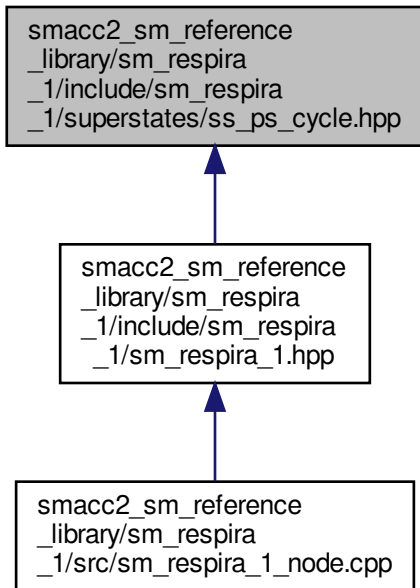 smacc2_sm_reference
_library/sm_respira
_1/include/sm_respira
_1/superstates/ss_ps_cycle.hpp
smacc2_sm_reference
_library/sm_respira
_1/include/sm_respira
_1/sm_respira_1.hpp
smacc2_sm_reference
_library/sm_respira
_1/src/sm_respira_1_node.cpp